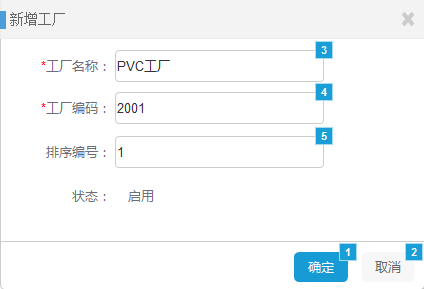 新增工厂
3
*工厂名称： PVC工厂
4
*工厂编码： 2001
5
排序编号： 1
状态： 启用
1 2
确定 取消